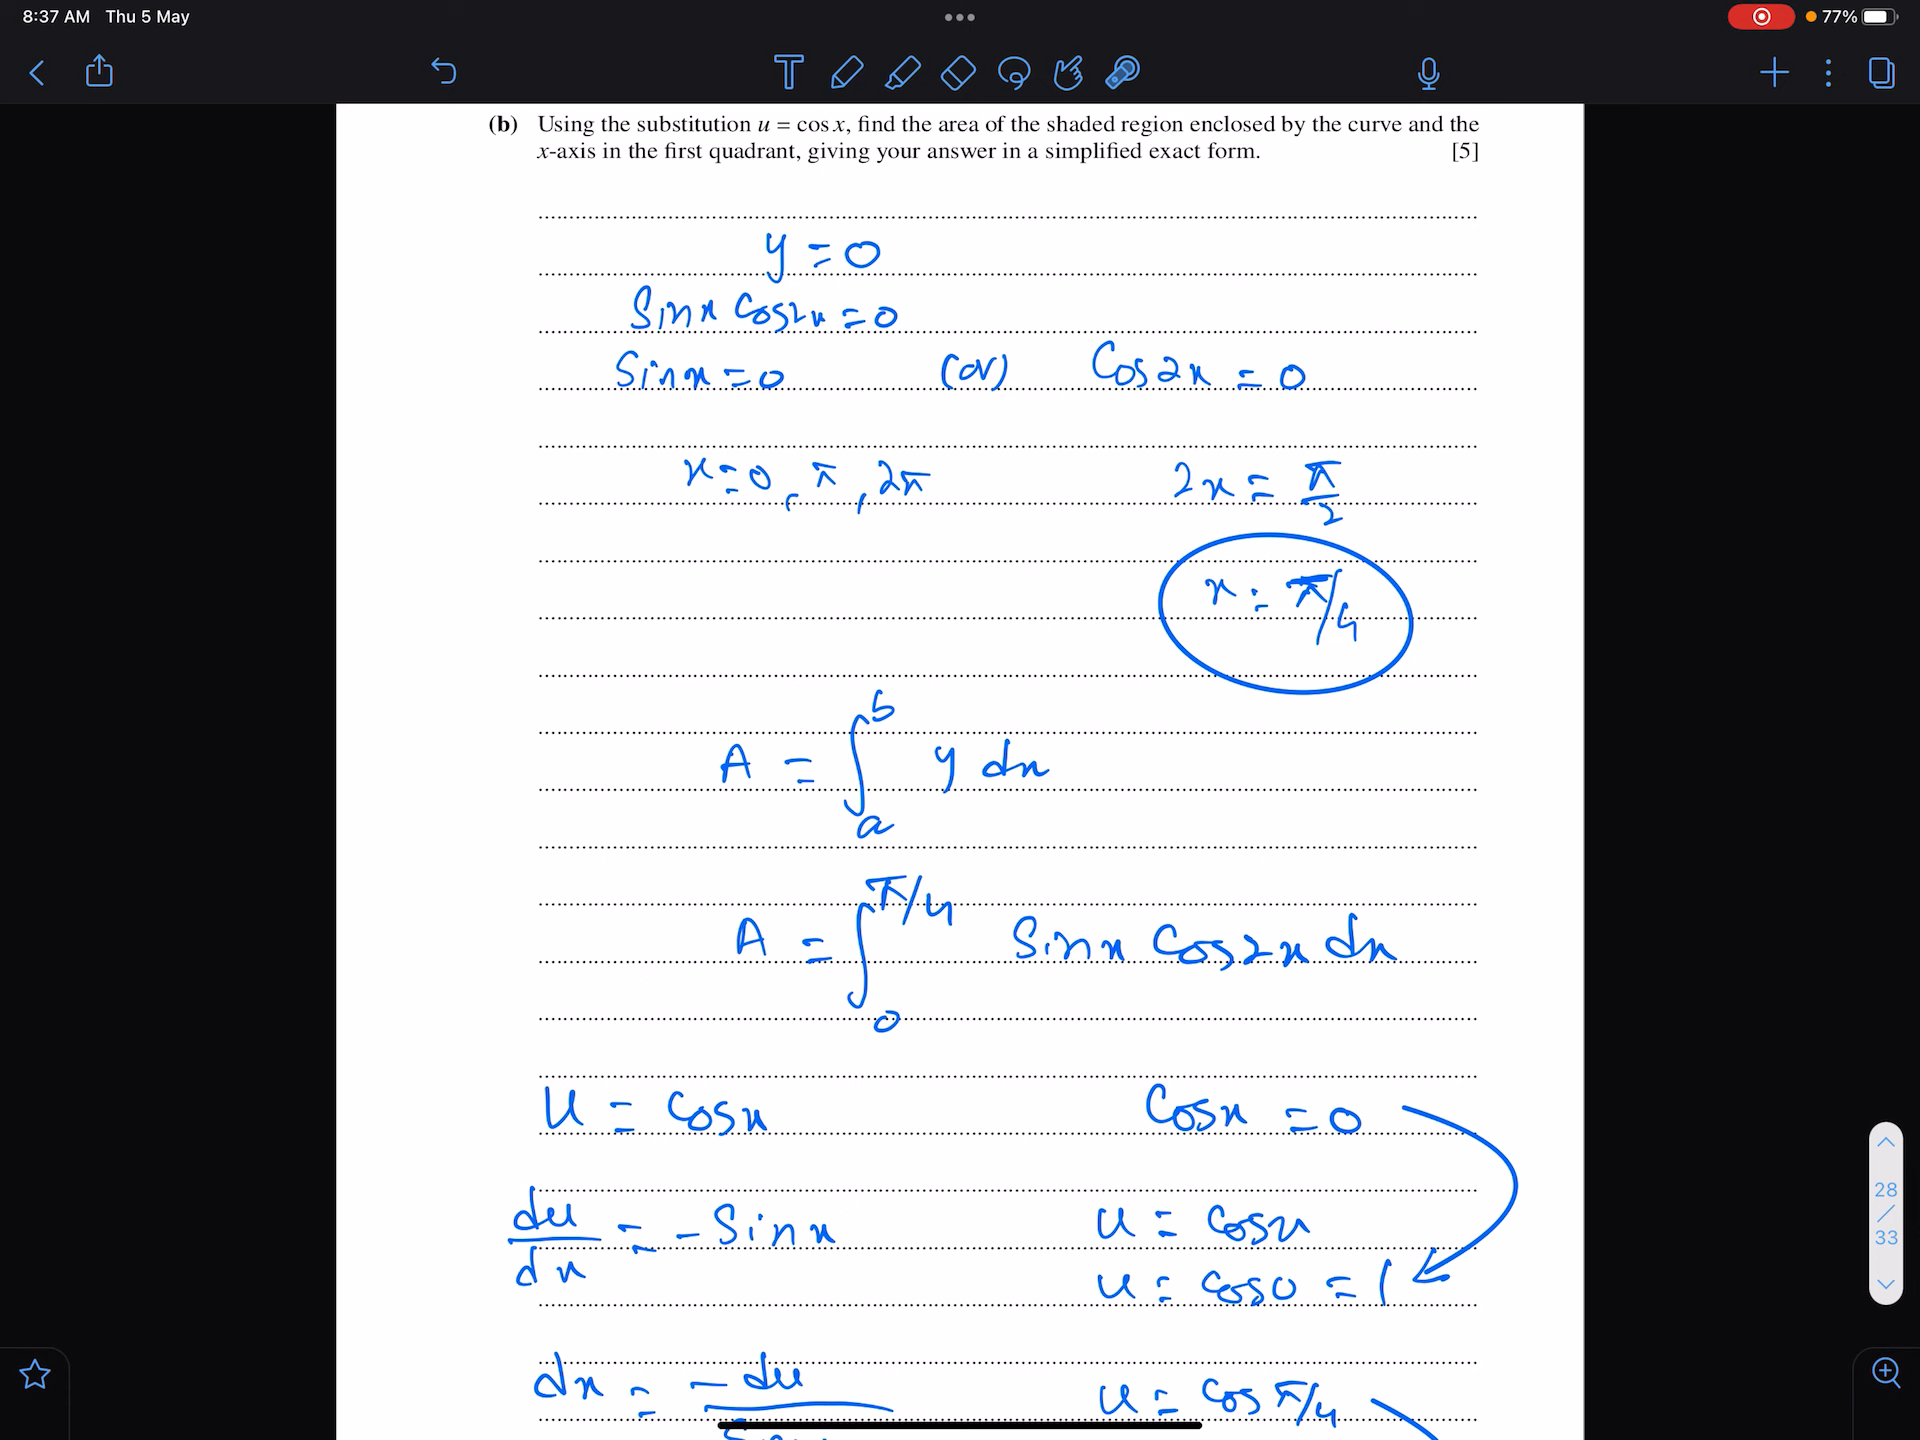 8:37 AM Thu 5 May
77%
(b) Using the substitution u = cos x, find the area of the shaded region enclosed by the curve and the
x-axis in the first quadrant, giving your answer in a simplified exact form. [5]
y = 0
Sinx Cos2x = 0
Sinx = 0 (or) Cos2x = 0
x = 0, π, 2π 2x = π/2
x = π/4
A = ∫_a^b y dx
A = ∫_0^{π/4} Sinx Cos2x dx
u = Cosx Cosx = 0
du/dx = -Sinx u = Cosx
u = Cos0 = 1
dx = -du/ u = Cos π/4
28
/
33